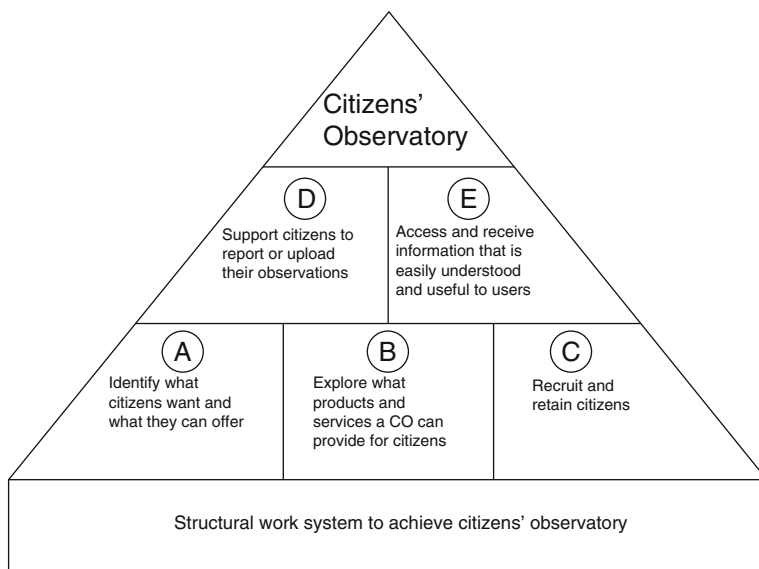 Citizens'
Observatory
D
Support citizens to
report or upload
their observations
E
Access and receive
information that is
easily understood
and useful to users
A
Identify what
citizens want and
what they can offer
B
Explore what
products and
services a CO can
provide for citizens
C
Recruit and
retain citizens
Structural work system to achieve citizens' observatory